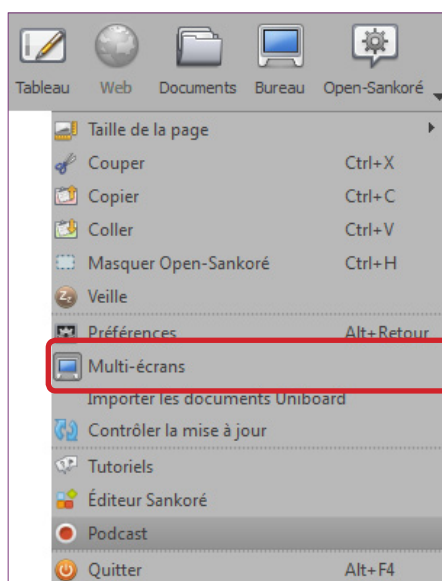 Tableau Web Documents Bureau Open-Sankoré
Taille de la page
Couper Ctrl+X
Copier Ctrl+C
Coller Ctrl+V
Masquer Open-Sankoré Ctrl+H
Veille
Préférences Alt+Retour
Multi-écrans
Importer les documents Uniboard
Contrôler la mise à jour
Tutoriels
Éditeur Sankoré
Podcast
Quitter Alt+F4